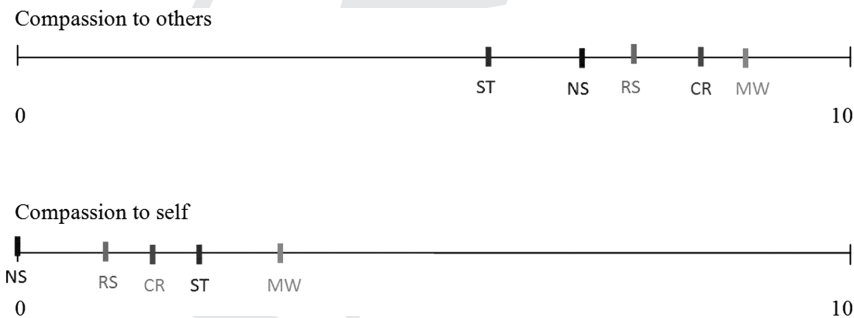 Compassion to others
ST NS RS CR MW
0 10
Compassion to self
NS RS CR ST MW
0 10